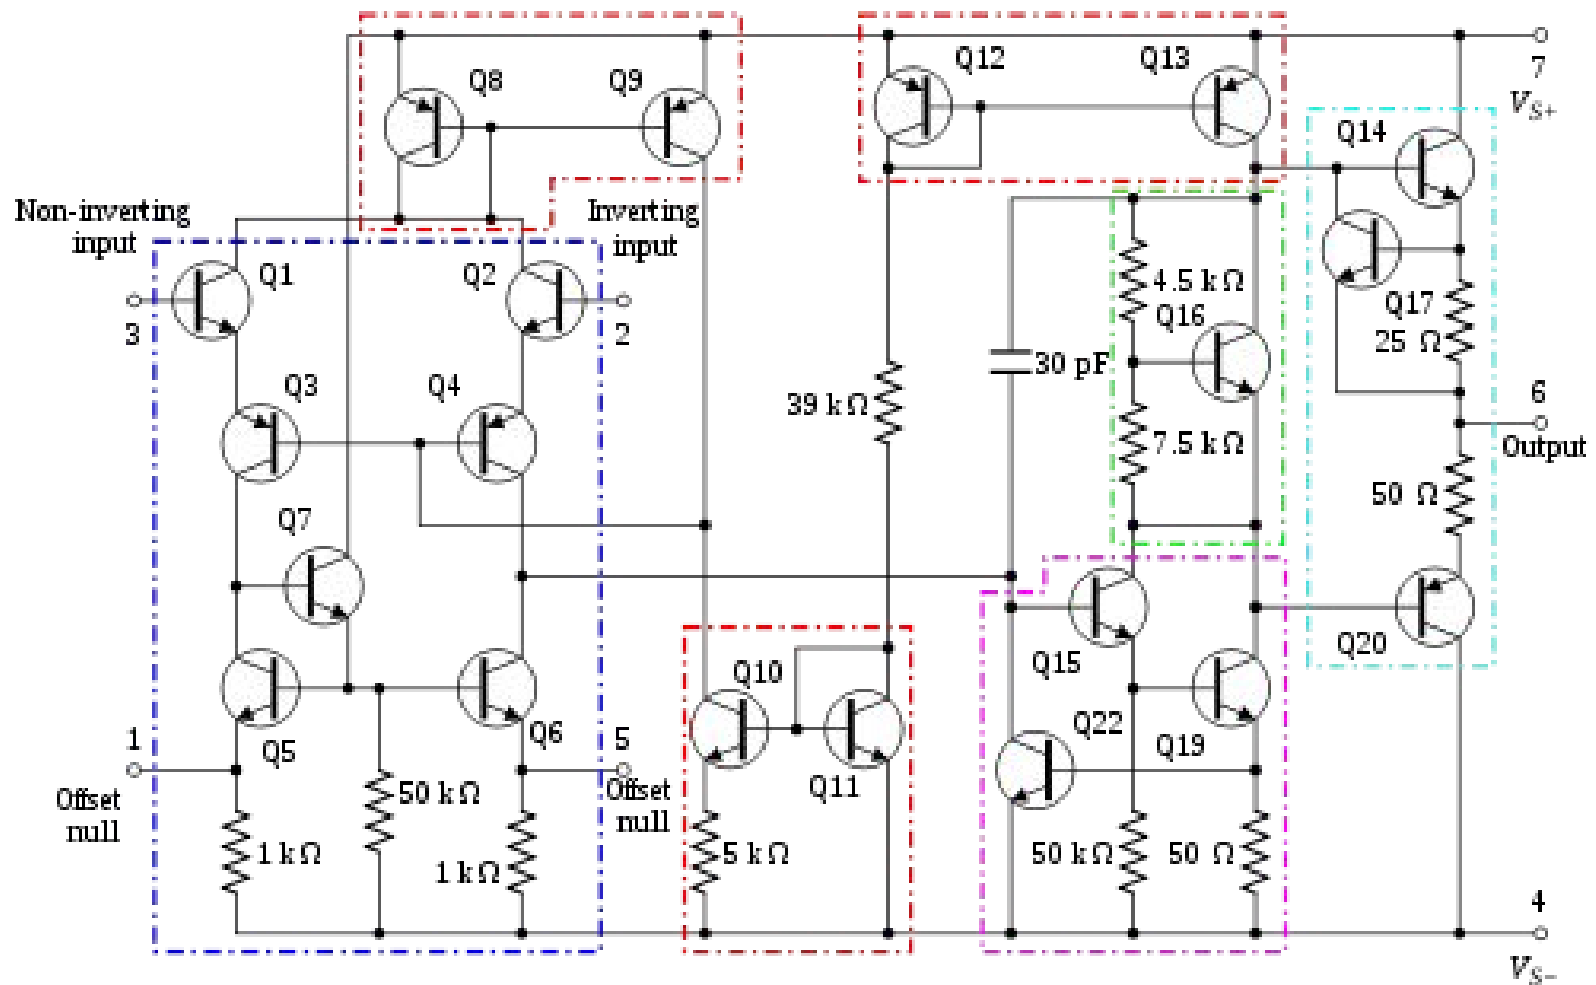 Q12
Q13
7
Q8
Q9
V_S+
Q14
Non-inverting
input
Inverting
input
Q1
Q2
4.5 kΩ
Q16
Q17
3
2
25 Ω
30 pF
Q3
Q4
39 kΩ
6
7.5 kΩ
Output
50 Ω
Q7
Q15
Q20
Q10
Q22
Q19
Q5
Q6
1
5
Q11
Offset
null
50 kΩ
Offset
null
1 kΩ
1 kΩ
5 kΩ
50 kΩ
50 Ω
4
V_S−